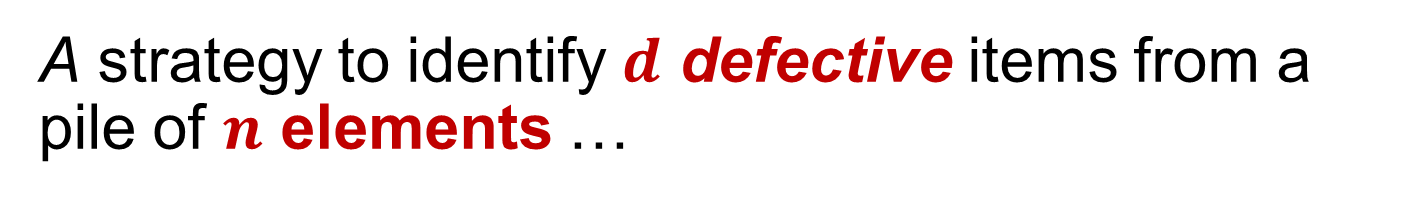 A strategy to identify d defective items from a
pile of n elements …